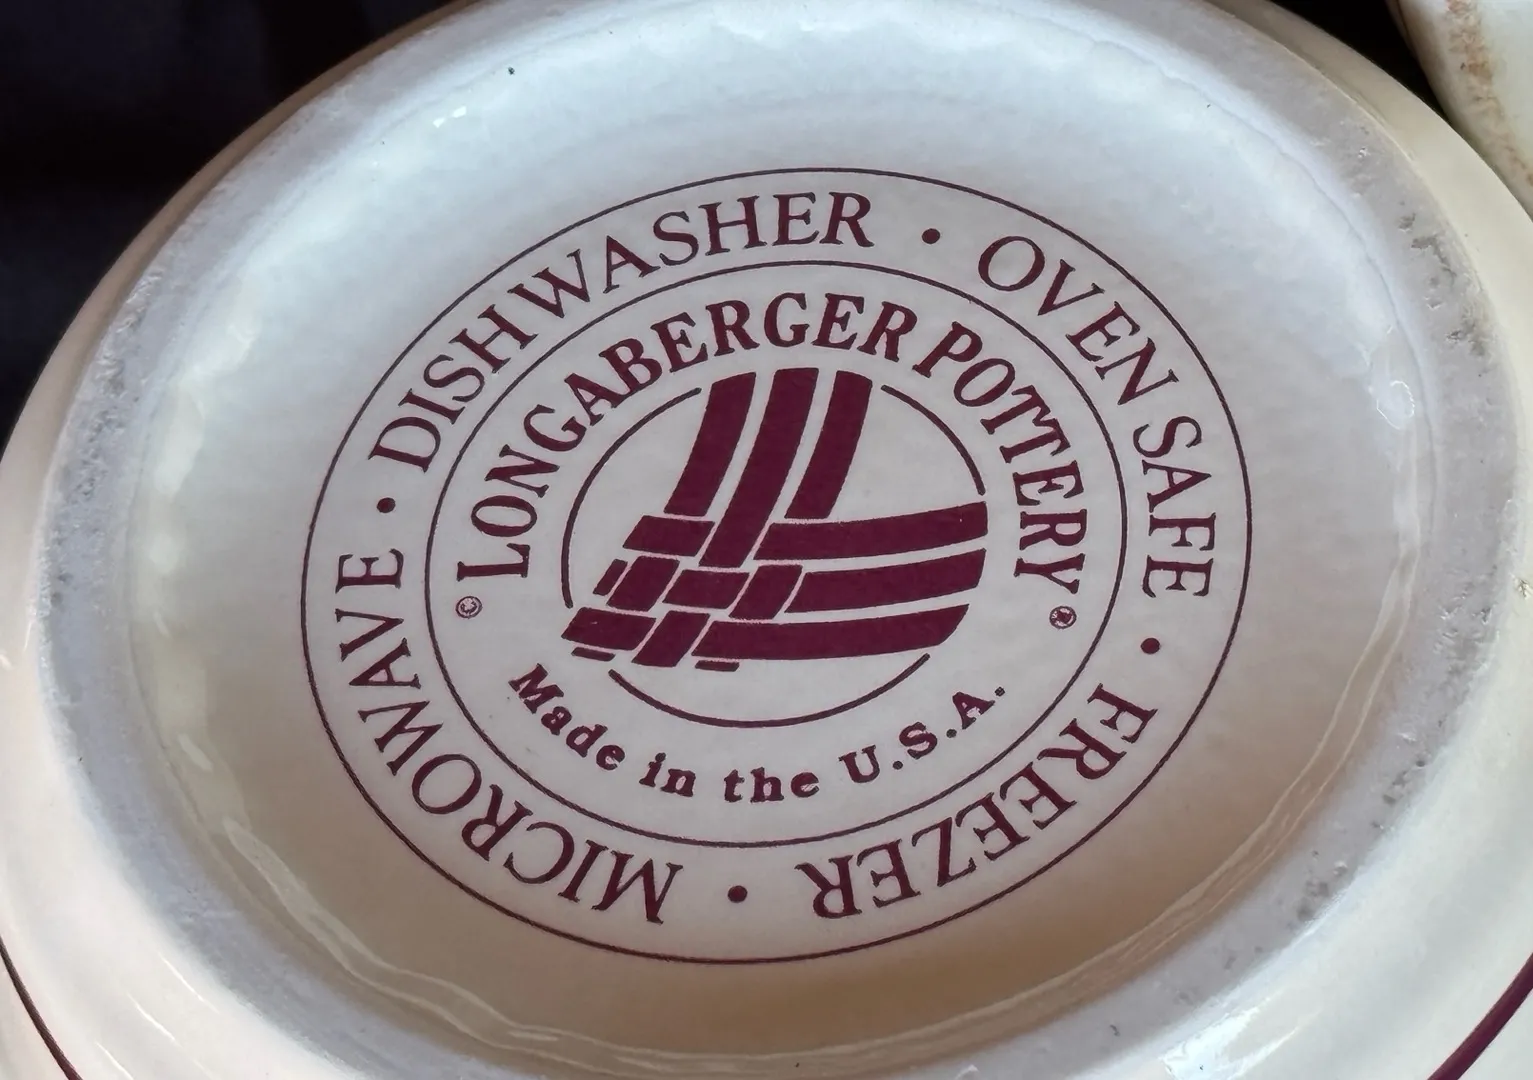 MICROWAVE • DISHWASHER • OVEN SAFE • FREEZER •
© LONGABERGER POTTERY ®
Made in the U.S.A.